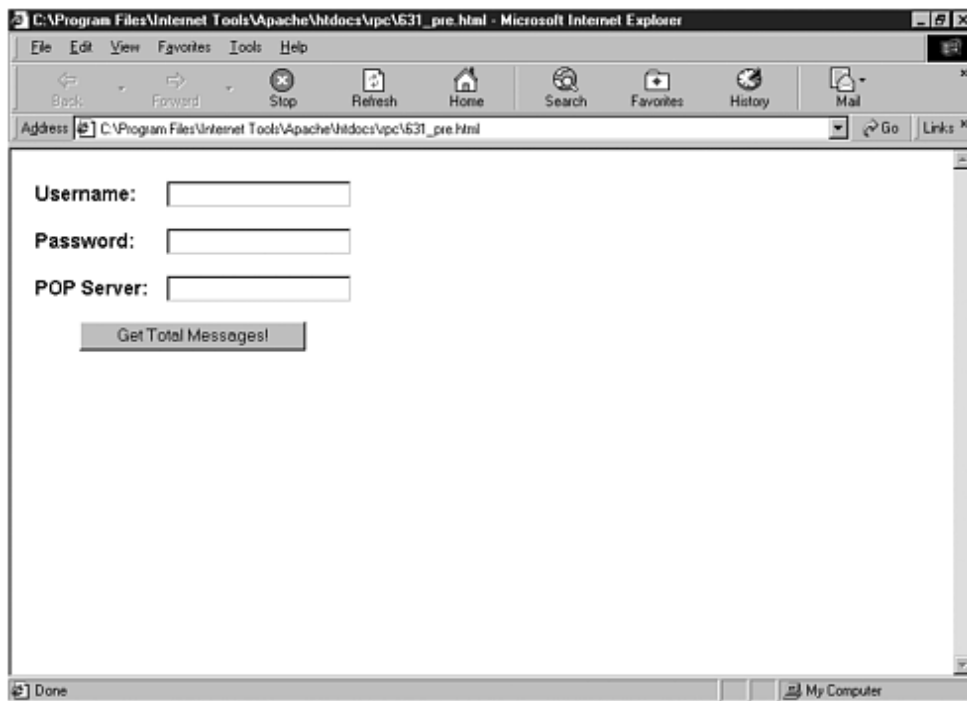 C:\Program Files\Internet Tools\Apache\htdocs\vpc\631_pre.html - Microsoft Internet Explorer
File Edit View Favorites Tools Help
Back Forward Stop Refresh Home Search Favorites History Mail
Address C:\Program Files\Internet Tools\Apache\htdocs\vpc\631_pre.html Go Links
Username:
Password:
POP Server:
Get Total Messages!
Done My Computer